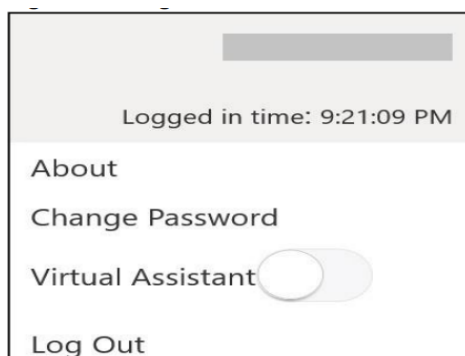 Logged in time: 9:21:09 PM
About
Change Password
Virtual Assistant
Log Out